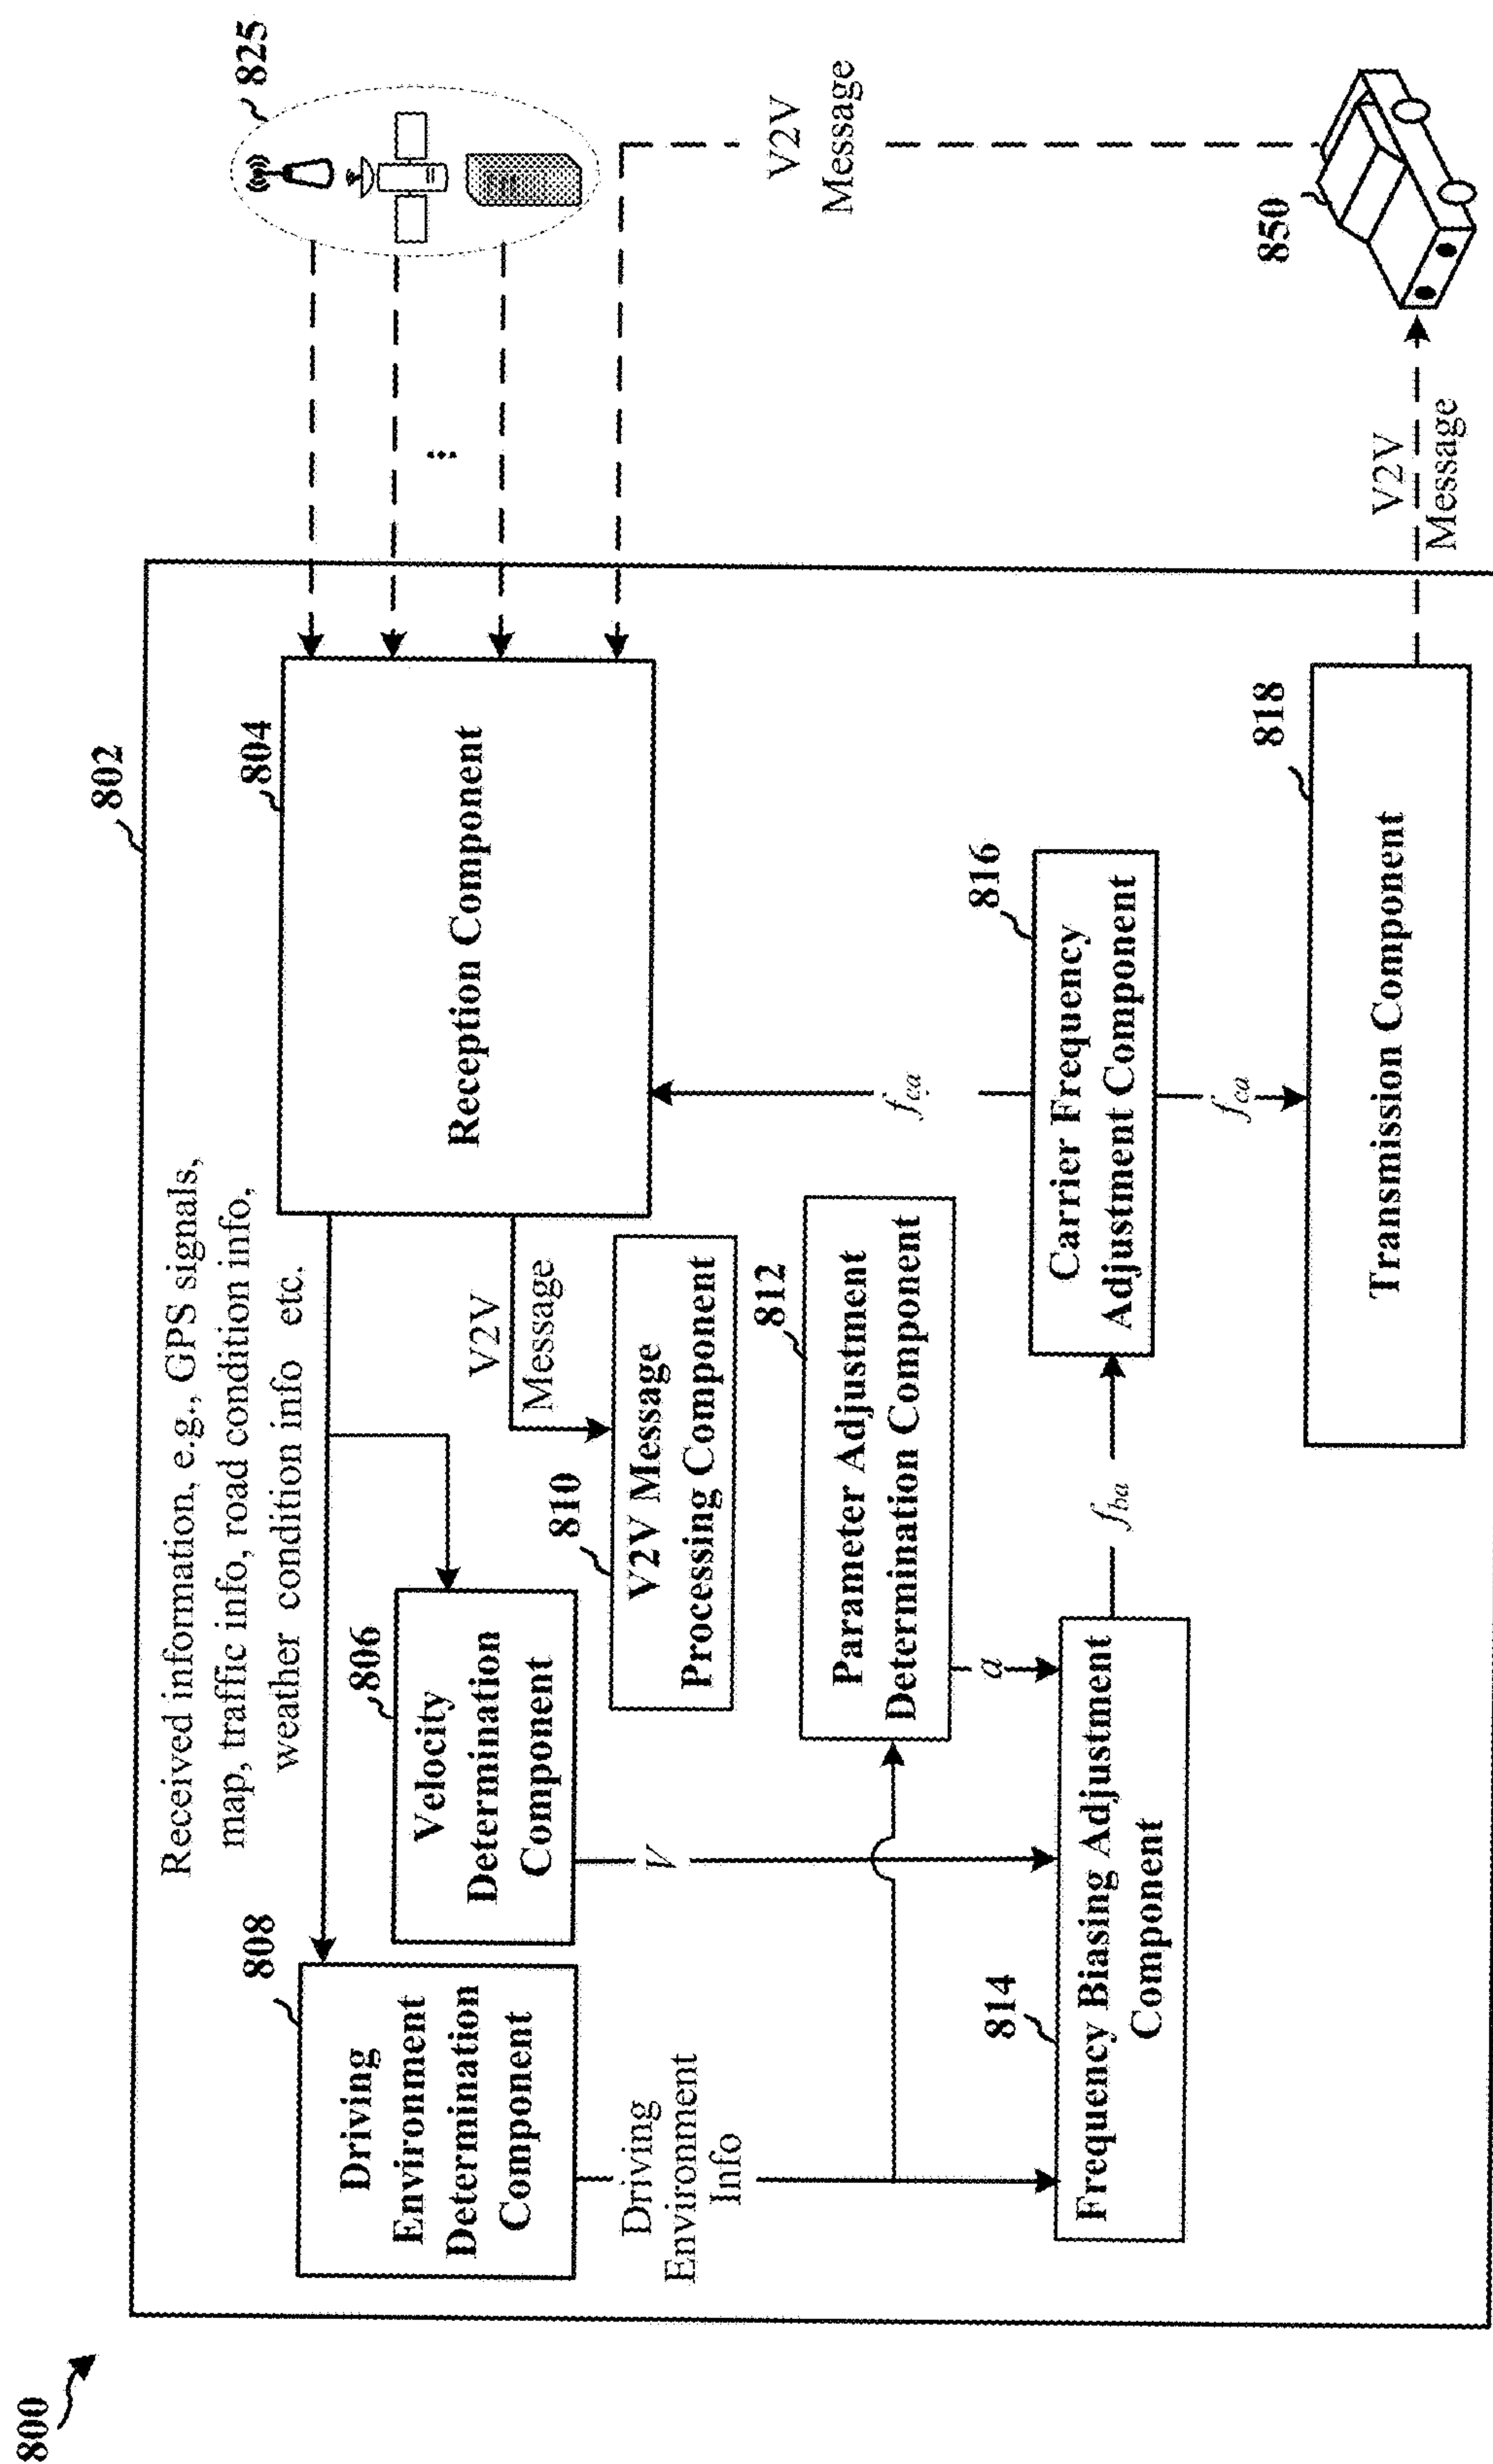 800
802
825
Received information, e.g., GPS signals,
map, traffic info, road condition info,
weather condition info etc.
808
Driving
Environment
Determination
Component
806
Velocity
Determination
Component
804
Reception Component
V2V
Message
810
V2V Message
Processing Component
V2V
Message
Driving
Environment
Info
V
812
Parameter Adjustment
Determination Component
a
fca
814
Frequency Biasing Adjustment
Component
fba
816
Carrier Frequency
Adjustment Component
fca
818
Transmission Component
V2V
Message
850